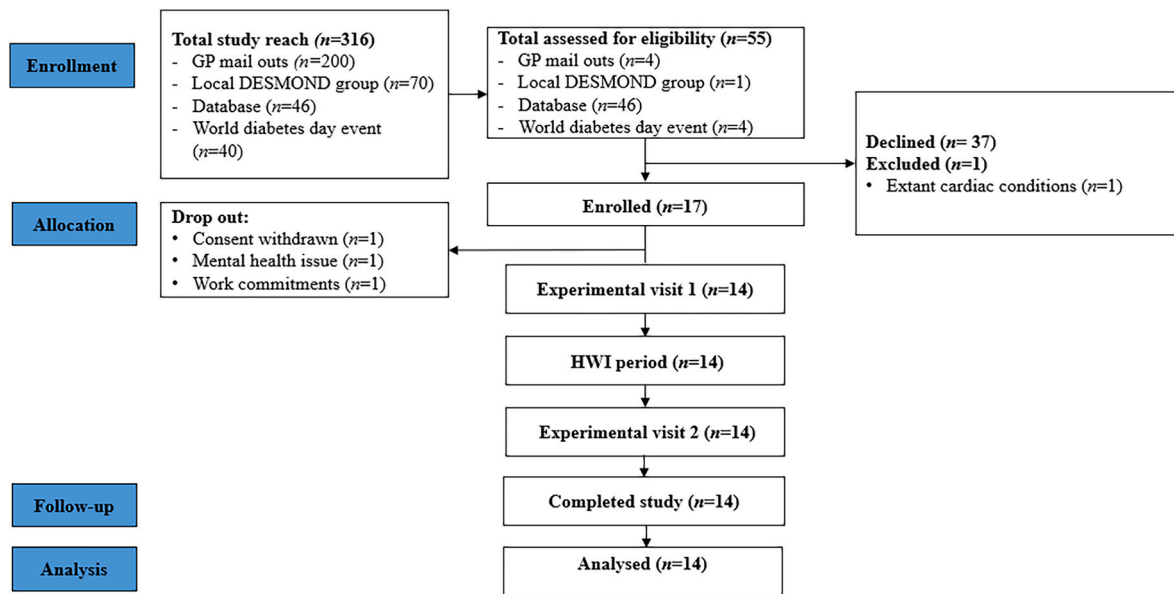 Enrollment
Total study reach (n=316)
- GP mail outs (n=200)
- Local DESMOND group (n=70)
- Database (n=46)
- World diabetes day event
(n=40)
Total assessed for eligibility (n=55)
- GP mail outs (n=4)
- Local DESMOND group (n=1)
- Database (n=46)
- World diabetes day event (n=4)
Declined (n= 37)
Excluded (n=1)
• Extant cardiac conditions (n=1)
Enrolled (n=17)
Allocation
Drop out:
• Consent withdrawn (n=1)
• Mental health issue (n=1)
• Work commitments (n=1)
Experimental visit 1 (n=14)
HWI period (n=14)
Experimental visit 2 (n=14)
Follow-up
Completed study (n=14)
Analysis
Analysed (n=14)